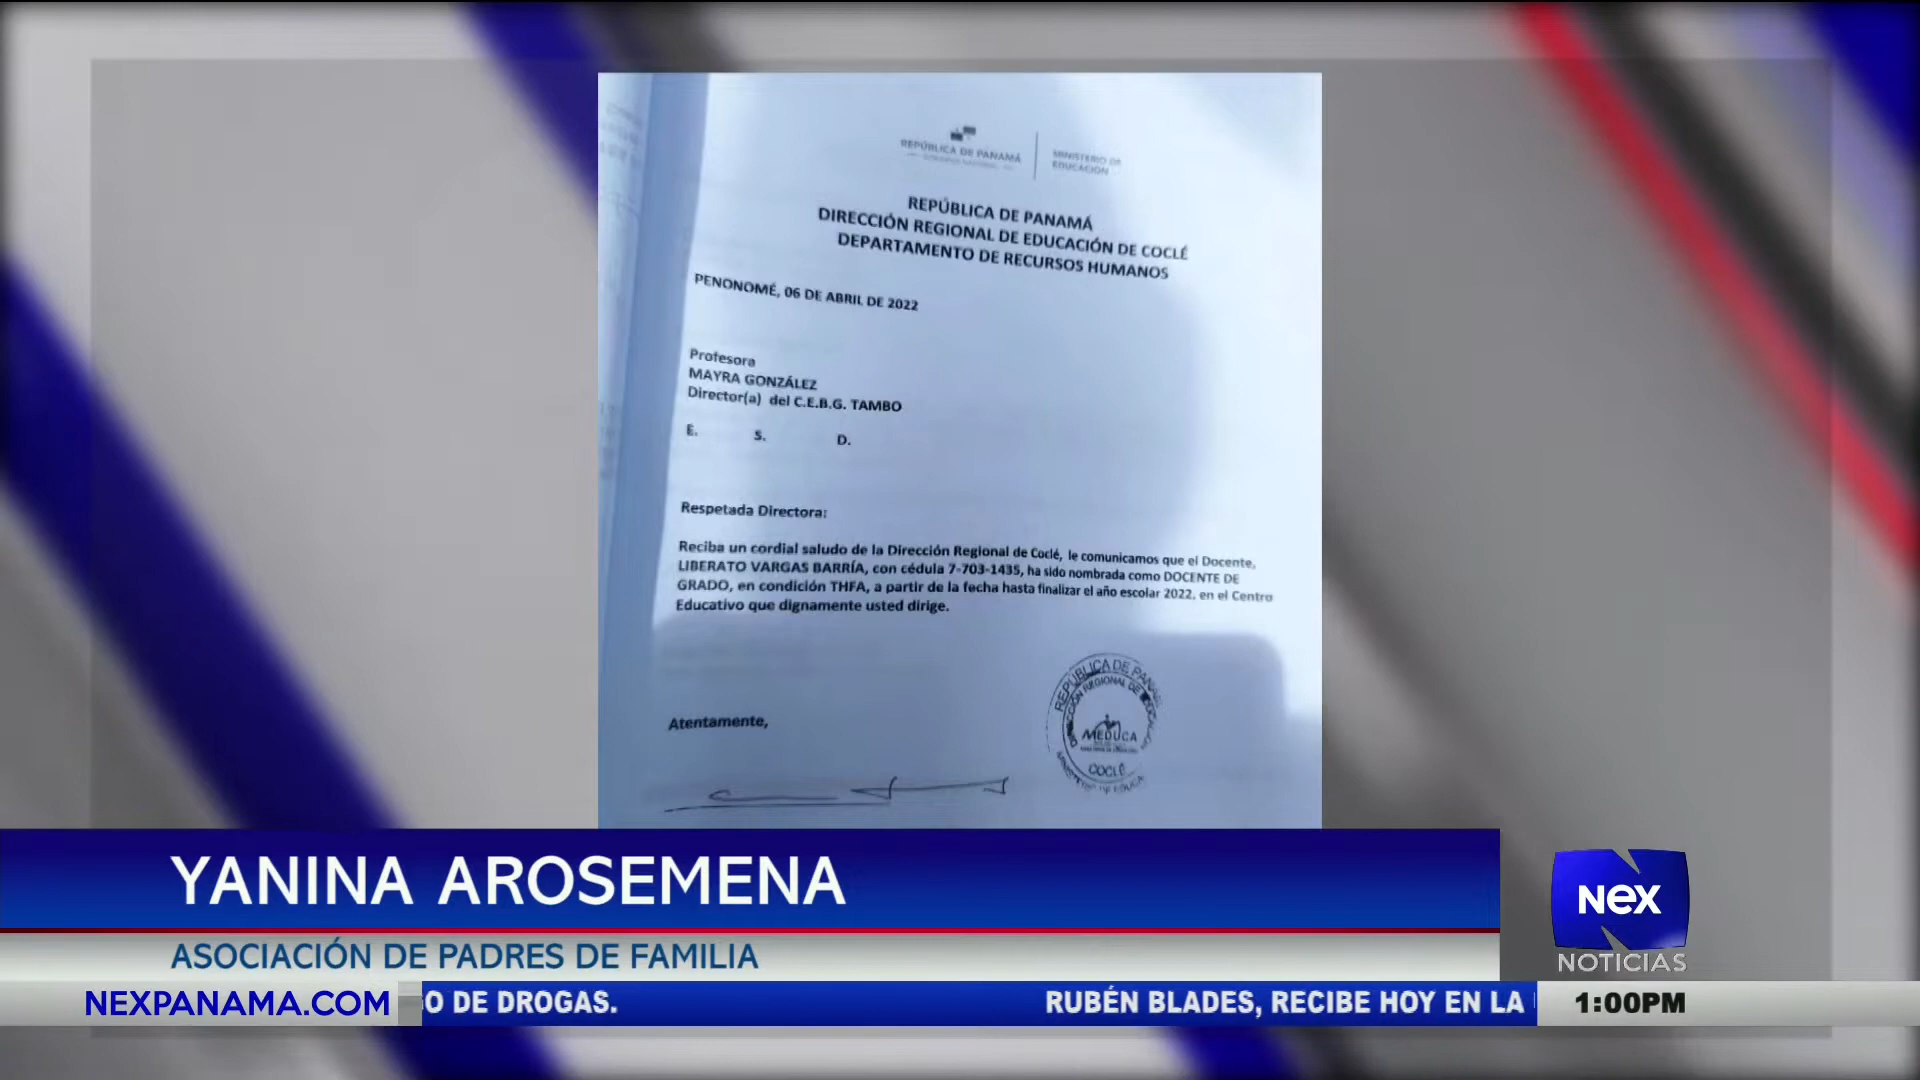 REPÚBLICA DE PANAMÁ
MINISTERIO DE
EDUCACIÓN
REPÚBLICA DE PANAMÁ
DIRECCIÓN REGIONAL DE EDUCACIÓN DE COCLÉ
DEPARTAMENTO DE RECURSOS HUMANOS
PENONOMÉ, 06 DE ABRIL DE 2022
Profesora
MAYRA GONZÁLEZ
Director(a) del C.E.B.G. TAMBO
E. S. D.
Respetada Directora:
Reciba un cordial saludo de la Dirección Regional de Coclé, le comunicamos que el Docente,
LIBERATO VARGAS BARRÍA, con cédula 7-703-1435, ha sido nombrada como DOCENTE DE
GRADO, en condición THFA, a partir de la fecha hasta finalizar el año escolar 2022, en el Centro
Educativo que dignamente usted dirige.
Atentamente,
REPÚBLICA DE PANAMÁ
DIRECCIÓN REGIONAL DE EDUCACIÓN
MEDUCA
COCLÉ
YANINA AROSEMENA
ASOCIACIÓN DE PADRES DE FAMILIA
NEXPANAMA.COM
O DE DROGAS.
RUBÉN BLADES, RECIBE HOY EN LA
nex
NOTICIAS
1:00PM